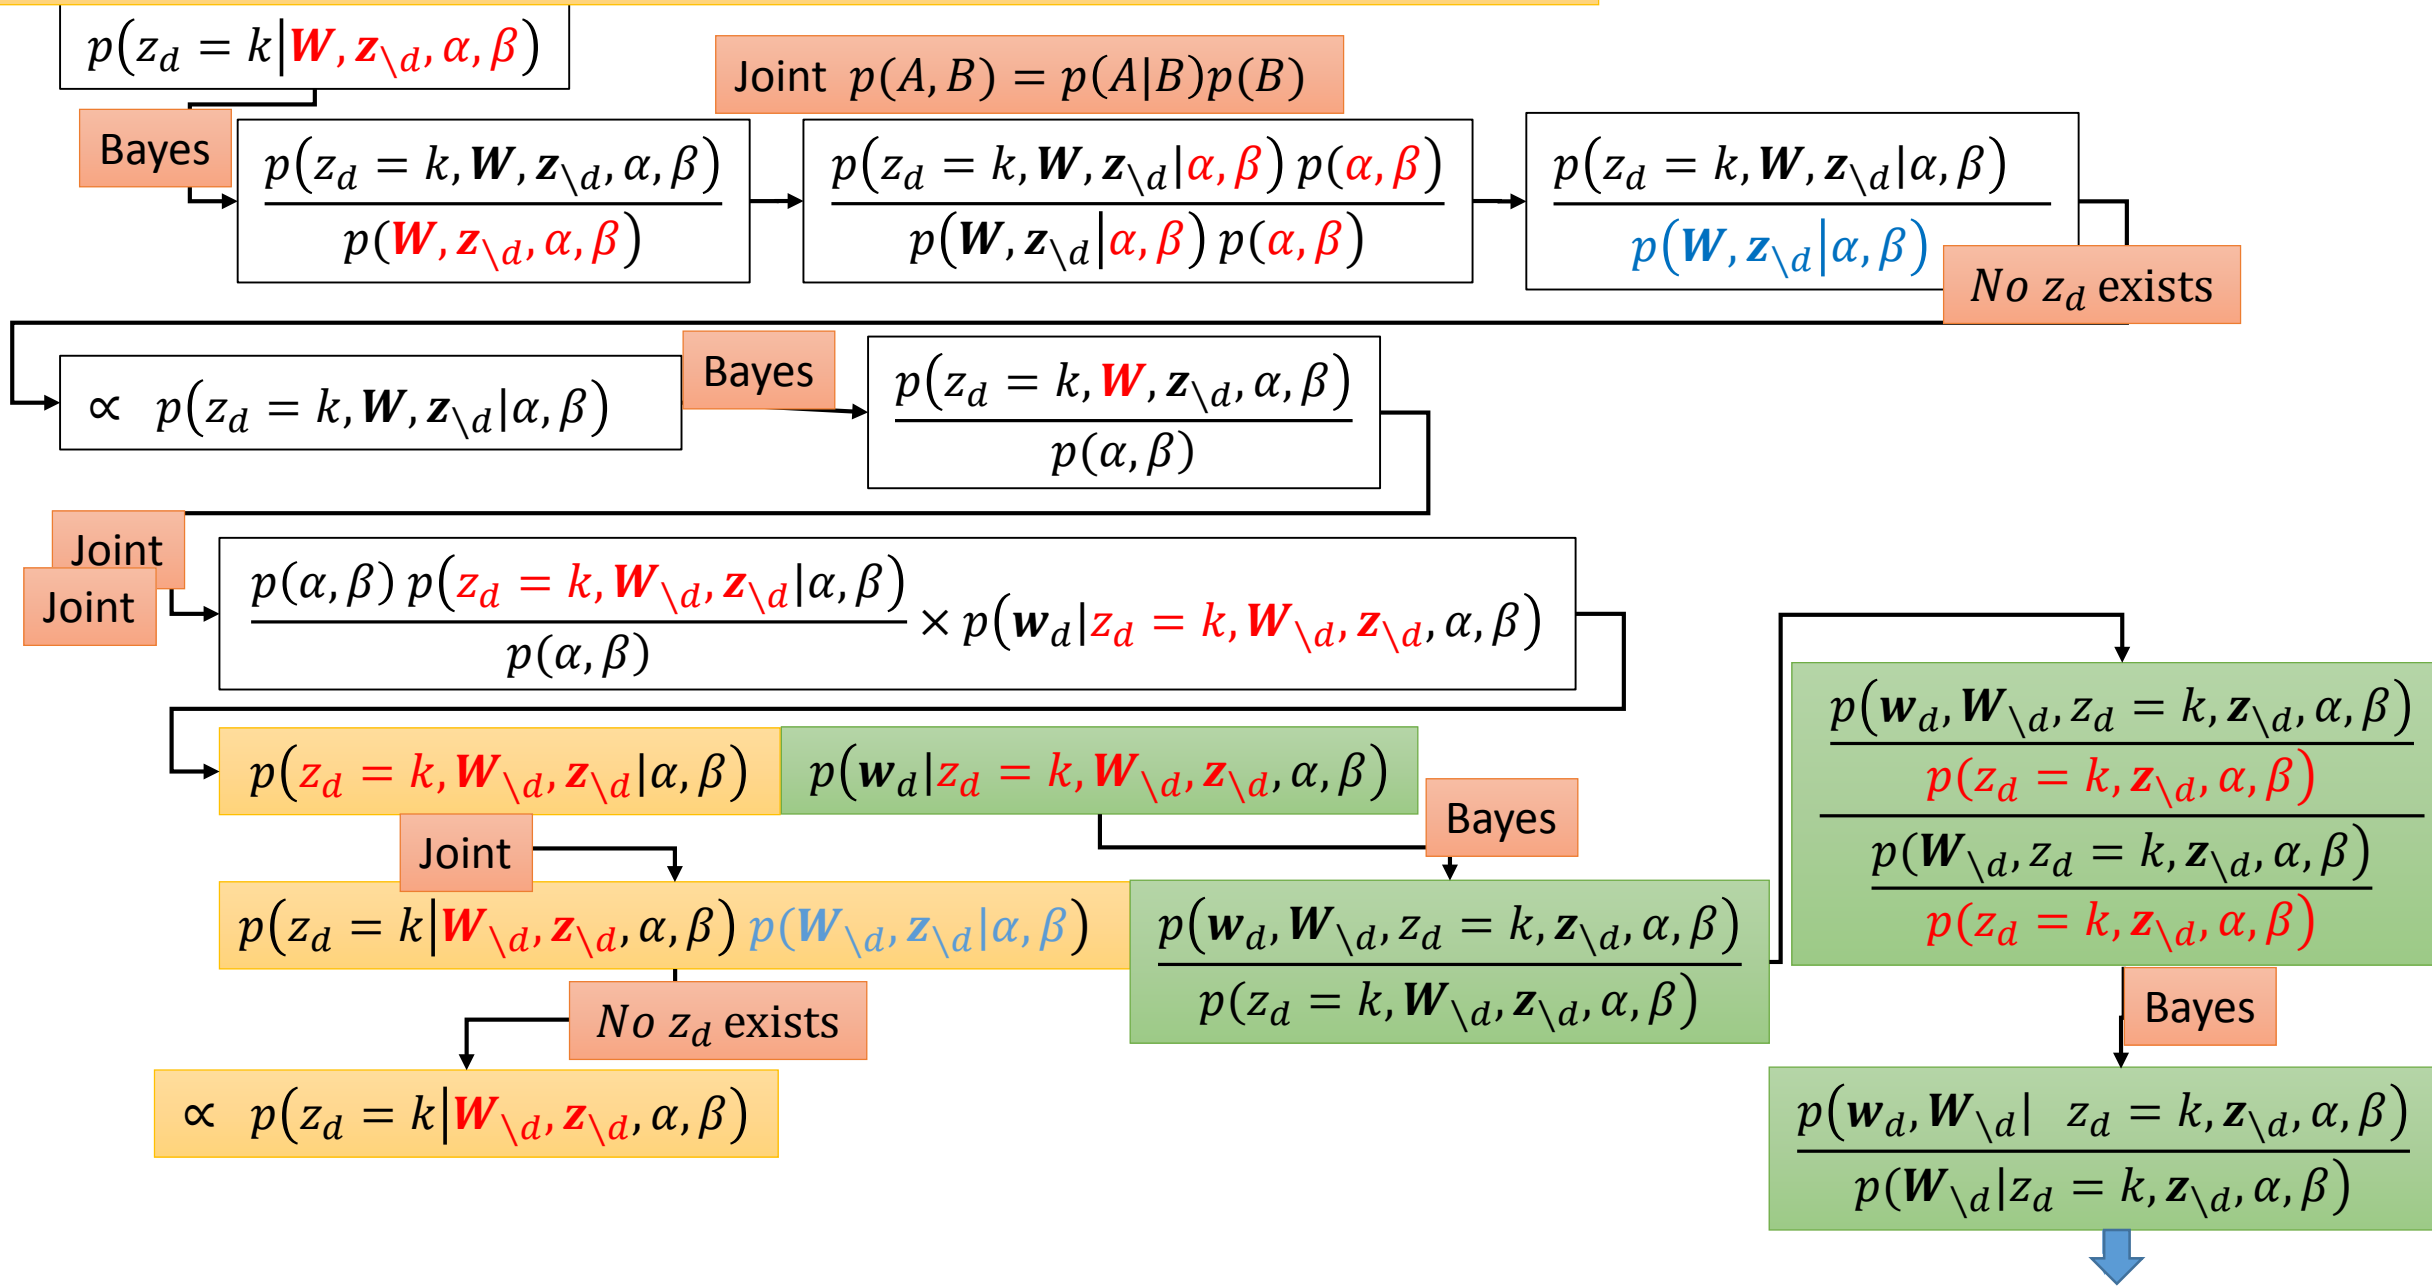 p(z_d = k|W, z_\d, α, β)
Joint p(A, B) = p(A|B)p(B)
Bayes
p(z_d = k, W, z_\d, α, β)
p(W, z_\d, α, β)
p(z_d = k, W, z_\d|α, β) p(α, β)
p(W, z_\d|α, β) p(α, β)
p(z_d = k, W, z_\d|α, β)
p(W, z_\d|α, β)
No z_d exists
∝ p(z_d = k, W, z_\d|α, β)
Bayes
p(z_d = k, W, z_\d, α, β)
p(α, β)
Joint
Joint
p(α, β) p(z_d = k, W_\d, z_\d|α, β)
p(α, β)
× p(w_d|z_d = k, W_\d, z_\d, α, β)
p(z_d = k, W_\d, z_\d|α, β)
p(w_d|z_d = k, W_\d, z_\d, α, β)
Joint
Bayes
p(z_d = k|W_\d, z_\d, α, β) p(W_\d, z_\d|α, β)
p(w_d, W_\d, z_d = k, z_\d, α, β)
p(z_d = k, W_\d, z_\d, α, β)
No z_d exists
∝ p(z_d = k|W_\d, z_\d, α, β)
p(w_d, W_\d, z_d = k, z_\d, α, β)
p(z_d = k, z_\d, α, β)
p(W_\d, z_d = k, z_\d, α, β)
p(z_d = k, z_\d, α, β)
Bayes
p(w_d, W_\d| z_d = k, z_\d, α, β)
p(W_\d|z_d = k, z_\d, α, β)